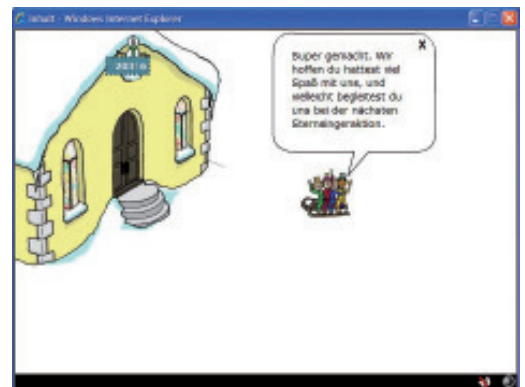 Inhalt - Windows Internet Explorer
X
Super gemacht. Wir
hoffen du hattest viel
Spaß mit uns, und
vielleicht begleitest du
uns bei der nächsten
Sternsingeraktion.